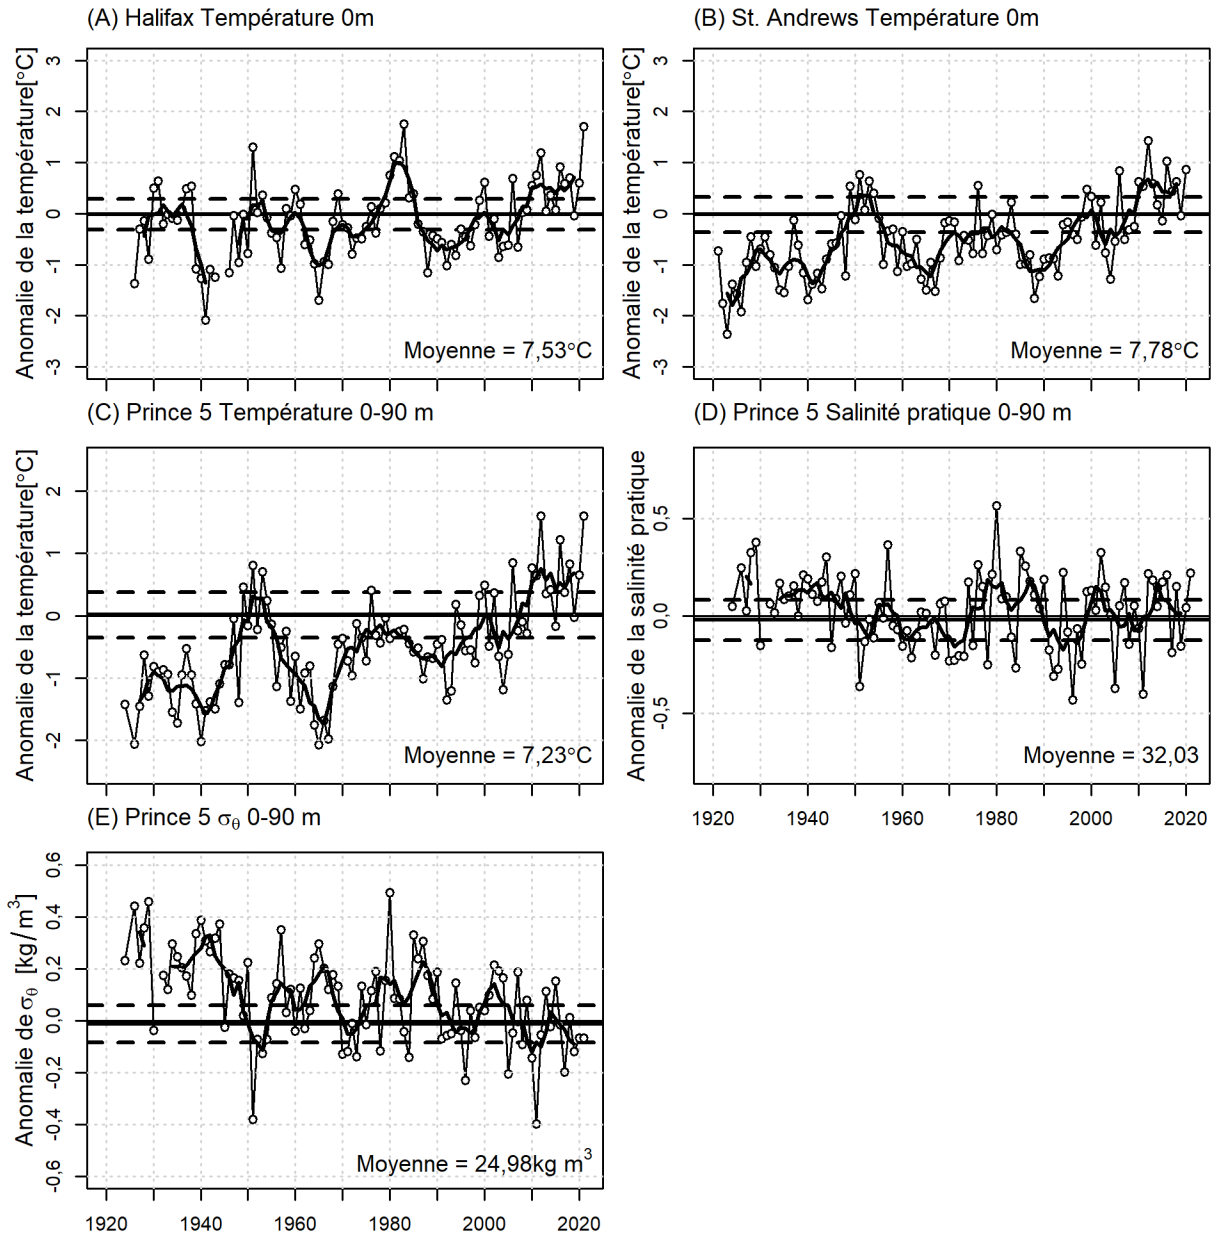 (A) Halifax Température 0m
Anomalie de la température[°C]
3
2
1
0
-1
-2
-3
Moyenne = 7,53°C
(B) St. Andrews Température 0m
Anomalie de la température[°C]
3
2
1
0
-1
-2
-3
Moyenne = 7,78°C
(C) Prince 5 Température 0-90 m
Anomalie de la température[°C]
2
1
0
-1
-2
Moyenne = 7,23°C
(D) Prince 5 Salinité pratique 0-90 m
Anomalie de la salinité pratique
0,5
0,0
-0,5
Moyenne = 32,03
1920 1940 1960 1980 2000 2020
(E) Prince 5 σθ 0-90 m
Anomalie de σθ [kg/m³]
0,6
0,4
0,2
0,0
-0,2
-0,4
-0,6
Moyenne = 24,98kg m³
1920 1940 1960 1980 2000 2020